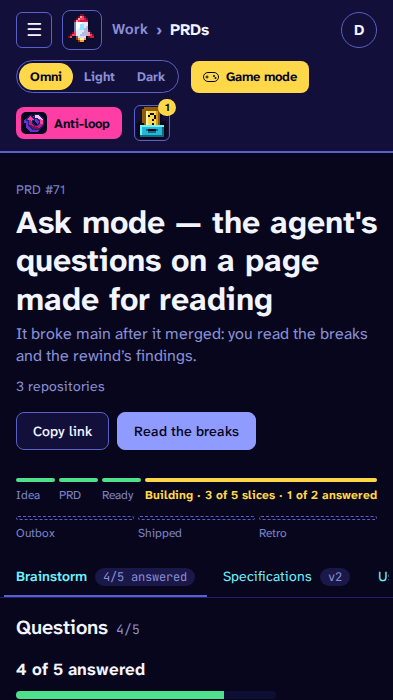 Work › PRDs
D
Omni Light Dark
Game mode
Anti-loop
1
PRD #71
Ask mode — the agent's
questions on a page
made for reading
It broke main after it merged: you read the breaks
and the rewind's findings.
3 repositories
Copy link
Read the breaks
Idea PRD Ready Building · 3 of 5 slices · 1 of 2 answered
Outbox Shipped Retro
Brainstorm 4/5 answered Specifications v2
Questions 4/5
4 of 5 answered